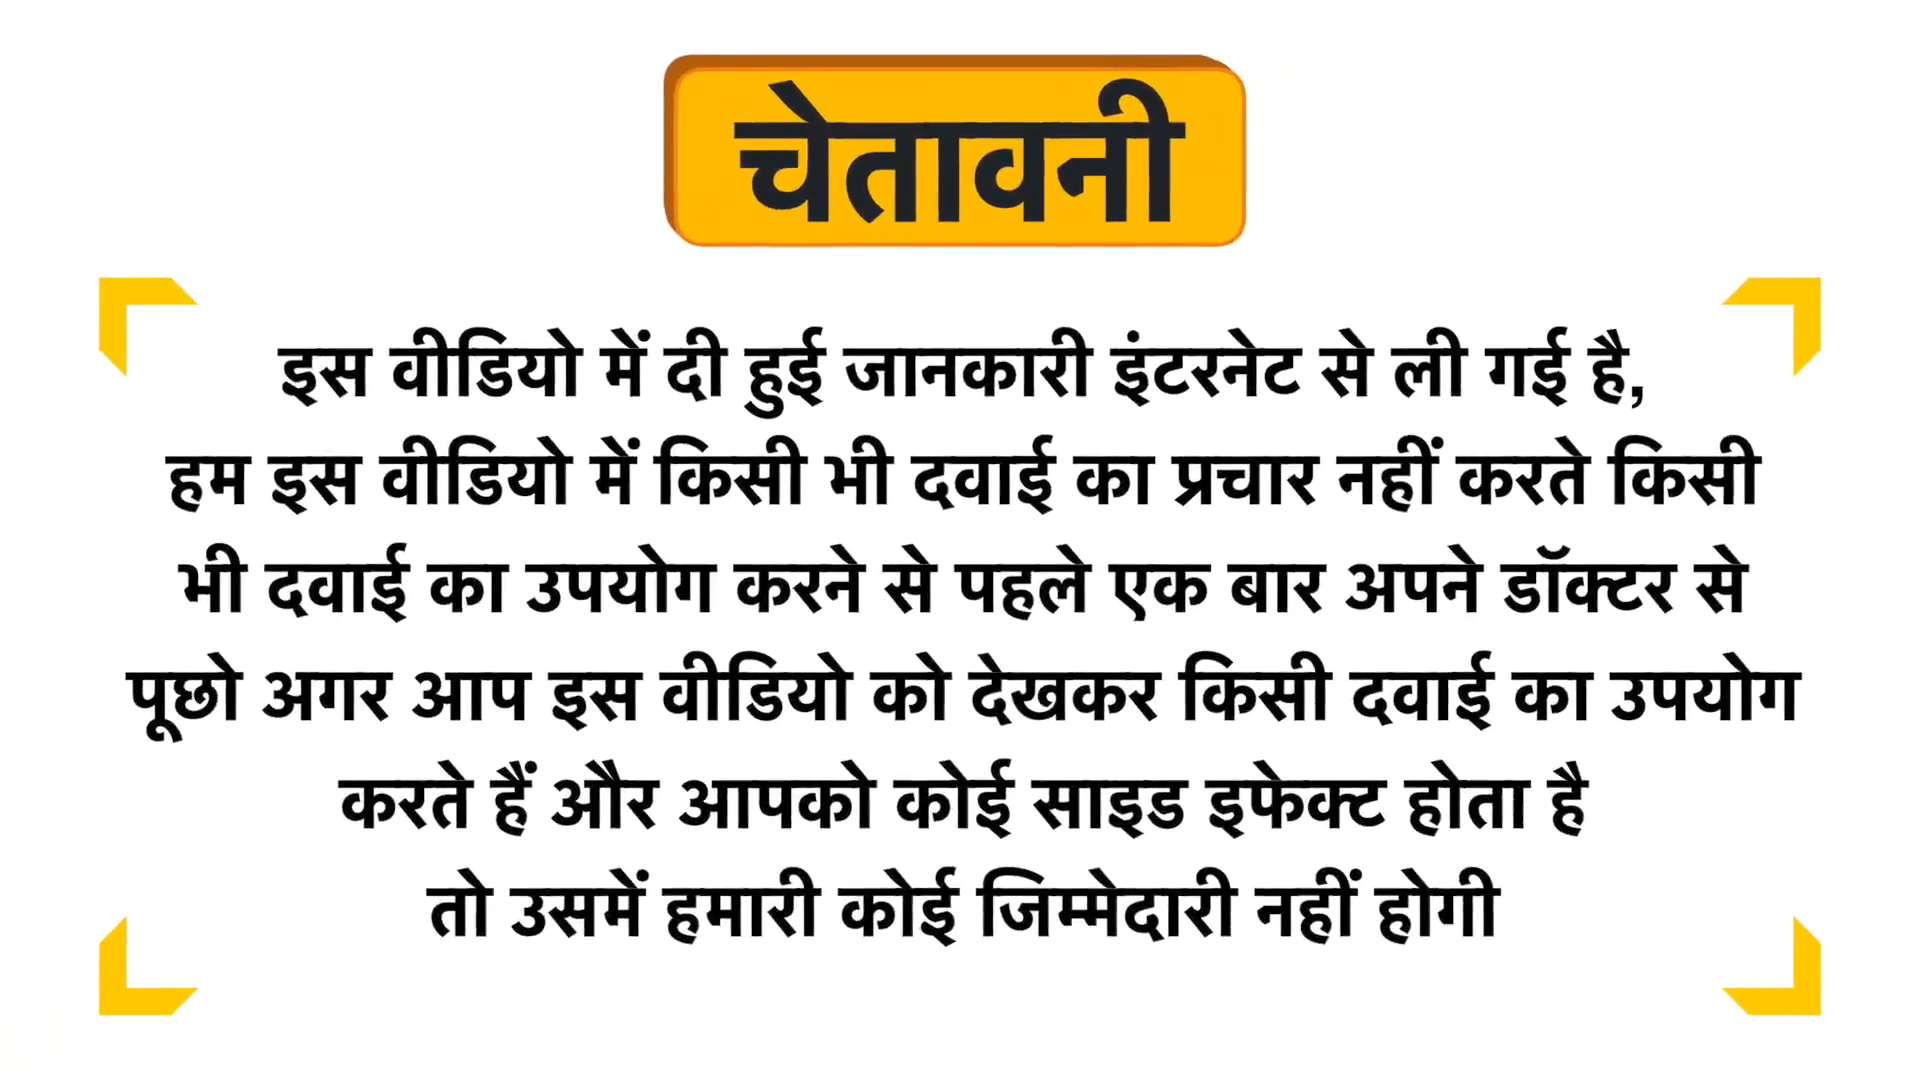 चेतावनी
इस वीडियो में दी हुई जानकारी इंटरनेट से ली गई है,
हम इस वीडियो में किसी भी दवाई का प्रचार नहीं करते किसी
भी दवाई का उपयोग करने से पहले एक बार अपने डॉक्टर से
पूछो अगर आप इस वीडियो को देखकर किसी दवाई का उपयोग
करते हैं और आपको कोई साइड इफेक्ट होता है
तो उसमें हमारी कोई जिम्मेदारी नहीं होगी